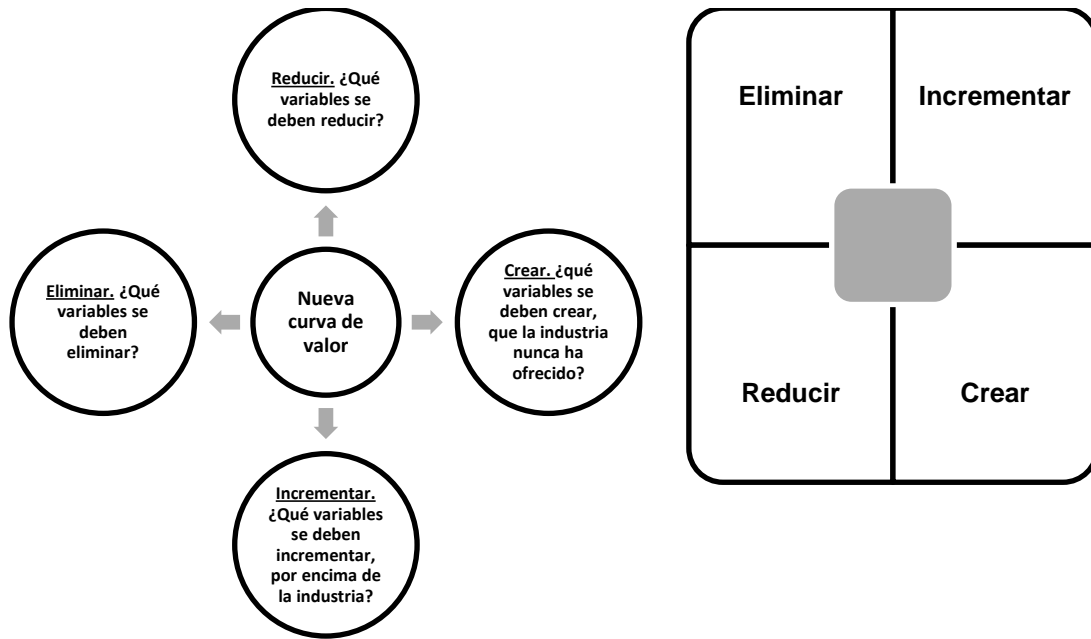 Reducir. ¿Qué
variables se
deben reducir?
Eliminar. ¿Qué
variables se
deben
eliminar?
Nueva
curva de
valor
Crear. ¿qué
variables se
deben crear,
que la industria
nunca ha
ofrecido?
Incrementar.
¿Qué variables
se deben
incrementar,
por encima de
la industria?
Eliminar
Incrementar
Reducir
Crear